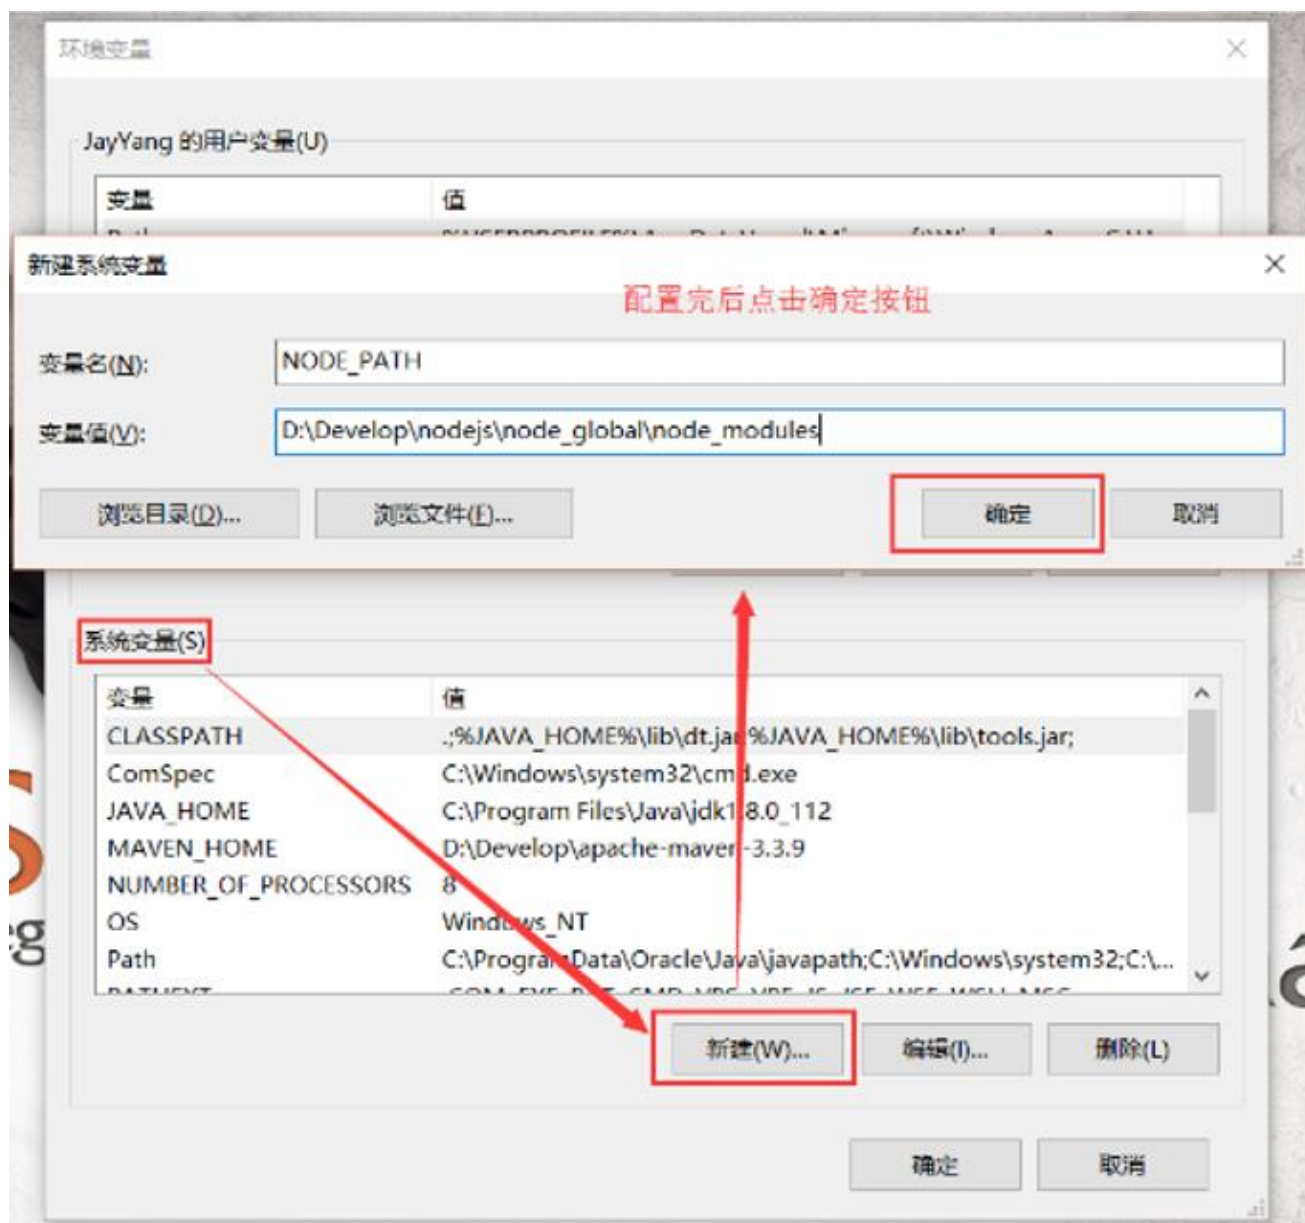 环境变量
JayYang 的用户变量(U)
变量 值
新建系统变量
配置完后点击确定按钮
变量名(N): NODE_PATH
变量值(V): D:\Develop\nodejs\node_global\node_modules
浏览目录(D)... 浏览文件(F)... 确定 取消
系统变量(S)
变量 值
CLASSPATH .;%JAVA_HOME%\lib\dt.jar;%JAVA_HOME%\lib\tools.jar;
ComSpec C:\Windows\system32\cmd.exe
JAVA_HOME C:\Program Files\Java\jdk1.8.0_112
MAVEN_HOME D:\Develop\apache-maven-3.3.9
NUMBER_OF_PROCESSORS 8
OS Windows_NT
Path C:\ProgramData\Oracle\Java\javapath;C:\Windows\system32;C:\...
新建(W)... 编辑(I)... 删除(L)
确定 取消